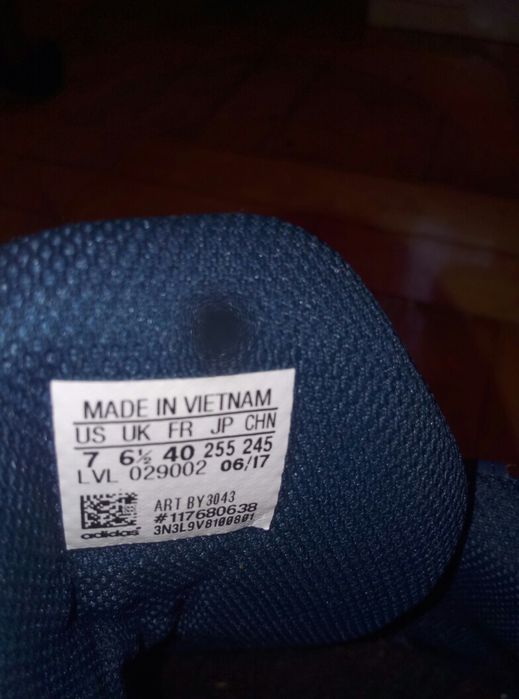 MADE IN VIETNAM
US UK FR JP CHN
7 6½ 40 255 245
LVL 029002 06/17
ART BY3043
#117680638
3N3L9V8100801
adidas